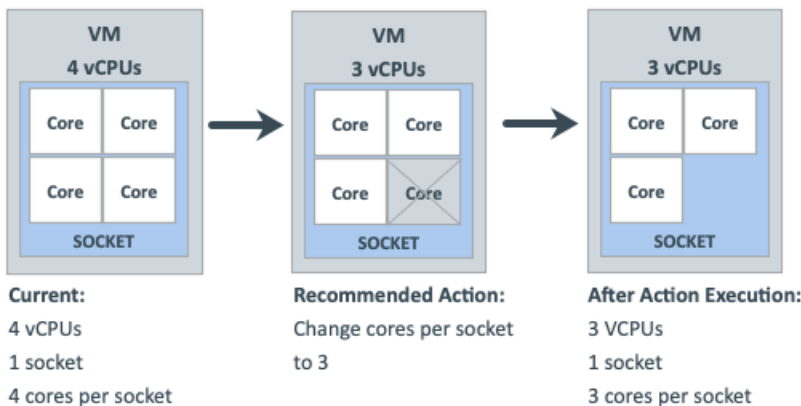 VM
4 vCPUs
Core Core
Core Core
SOCKET
Current:
4 vCPUs
1 socket
4 cores per socket
VM
3 vCPUs
Core Core
Core Core
SOCKET
Recommended Action:
Change cores per socket
to 3
VM
3 vCPUs
Core Core
Core
SOCKET
After Action Execution:
3 VCPUs
1 socket
3 cores per socket